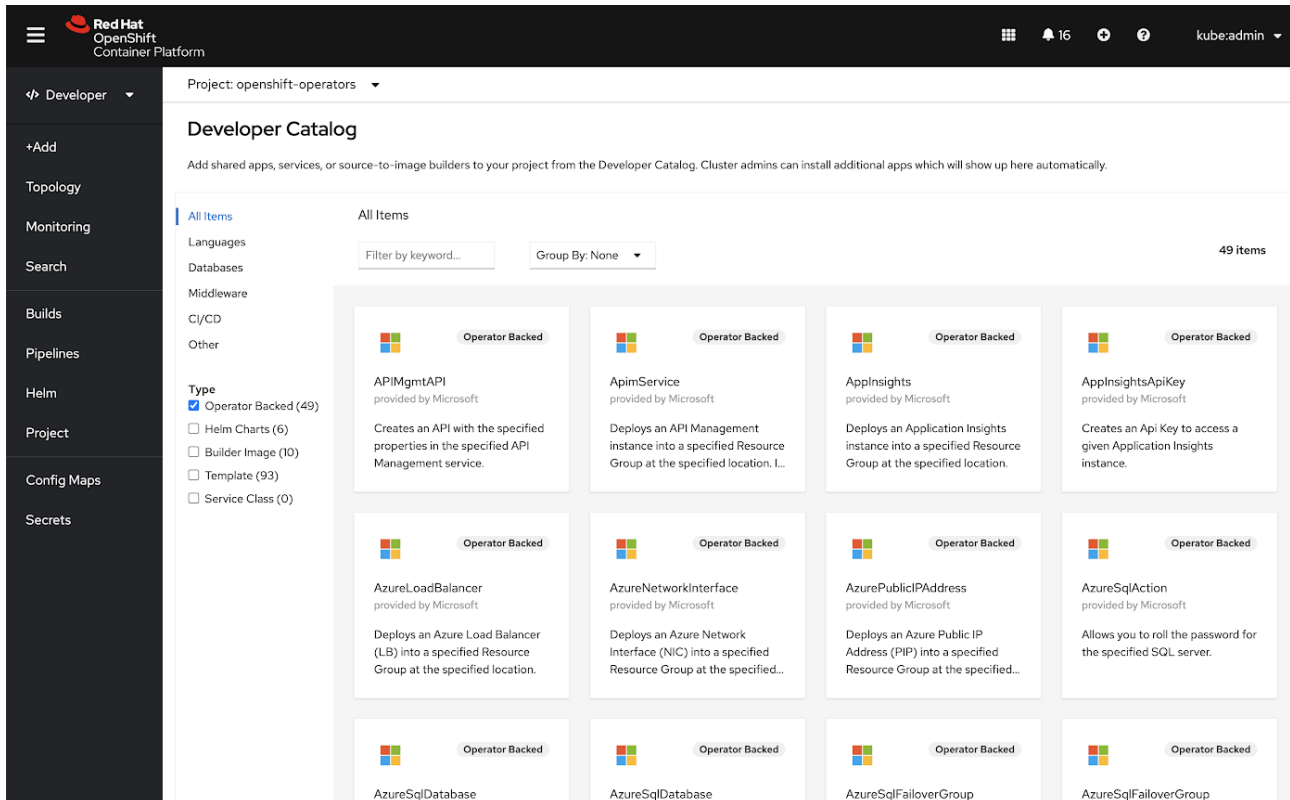 Red Hat
OpenShift
Container Platform
16
kube:admin
Developer
+Add
Topology
Monitoring
Search
Builds
Pipelines
Helm
Project
Config Maps
Secrets
Project: openshift-operators
Developer Catalog
Add shared apps, services, or source-to-image builders to your project from the Developer Catalog. Cluster admins can install additional apps which will show up here automatically.
All Items
Languages
Databases
Middleware
CI/CD
Other
Type
Operator Backed (49)
Helm Charts (6)
Builder Image (10)
Template (93)
Service Class (0)
All Items
Filter by keyword...
Group By: None
49 items
Operator Backed
APIMgmtAPI
provided by Microsoft
Creates an API with the specified
properties in the specified API
Management service.
Operator Backed
ApimService
provided by Microsoft
Deploys an API Management
instance into a specified Resource
Group at the specified location. I...
Operator Backed
AppInsights
provided by Microsoft
Deploys an Application Insights
instance into a specified Resource
Group at the specified location.
Operator Backed
AppInsightsApiKey
provided by Microsoft
Creates an Api Key to access a
given Application Insights
instance.
Operator Backed
AzureLoadBalancer
provided by Microsoft
Deploys an Azure Load Balancer
(LB) into a specified Resource
Group at the specified location.
Operator Backed
AzureNetworkInterface
provided by Microsoft
Deploys an Azure Network
Interface (NIC) into a specified
Resource Group at the specified...
Operator Backed
AzurePublicIPAddress
provided by Microsoft
Deploys an Azure Public IP
Address (PIP) into a specified
Resource Group at the specified...
Operator Backed
AzureSqlAction
provided by Microsoft
Allows you to roll the password for
the specified SQL server.
Operator Backed
AzureSqlDatabase
Operator Backed
AzureSqlDatabase
Operator Backed
AzureSqlFailoverGroup
Operator Backed
AzureSqlFailoverGroup